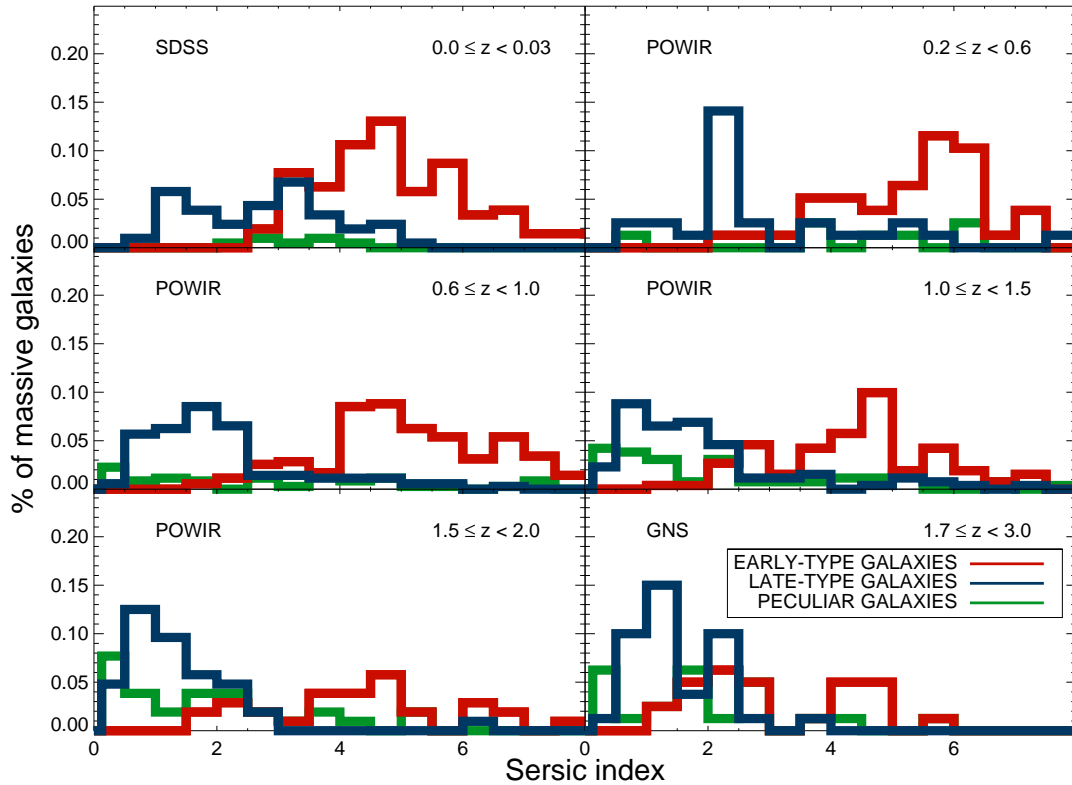 % of massive galaxies
SDSS 0.0 ≤ z < 0.03
POWIR 0.2 ≤ z < 0.6
0.20
0.15
0.10
0.05
0.00
POWIR 0.6 ≤ z < 1.0
POWIR 1.0 ≤ z < 1.5
0.20
0.15
0.10
0.05
0.00
POWIR 1.5 ≤ z < 2.0
GNS 1.7 ≤ z < 3.0
EARLY-TYPE GALAXIES
LATE-TYPE GALAXIES
PECULIAR GALAXIES
0.20
0.15
0.10
0.05
0.00
0 2 4 6 0 2 4 6
Sersic index